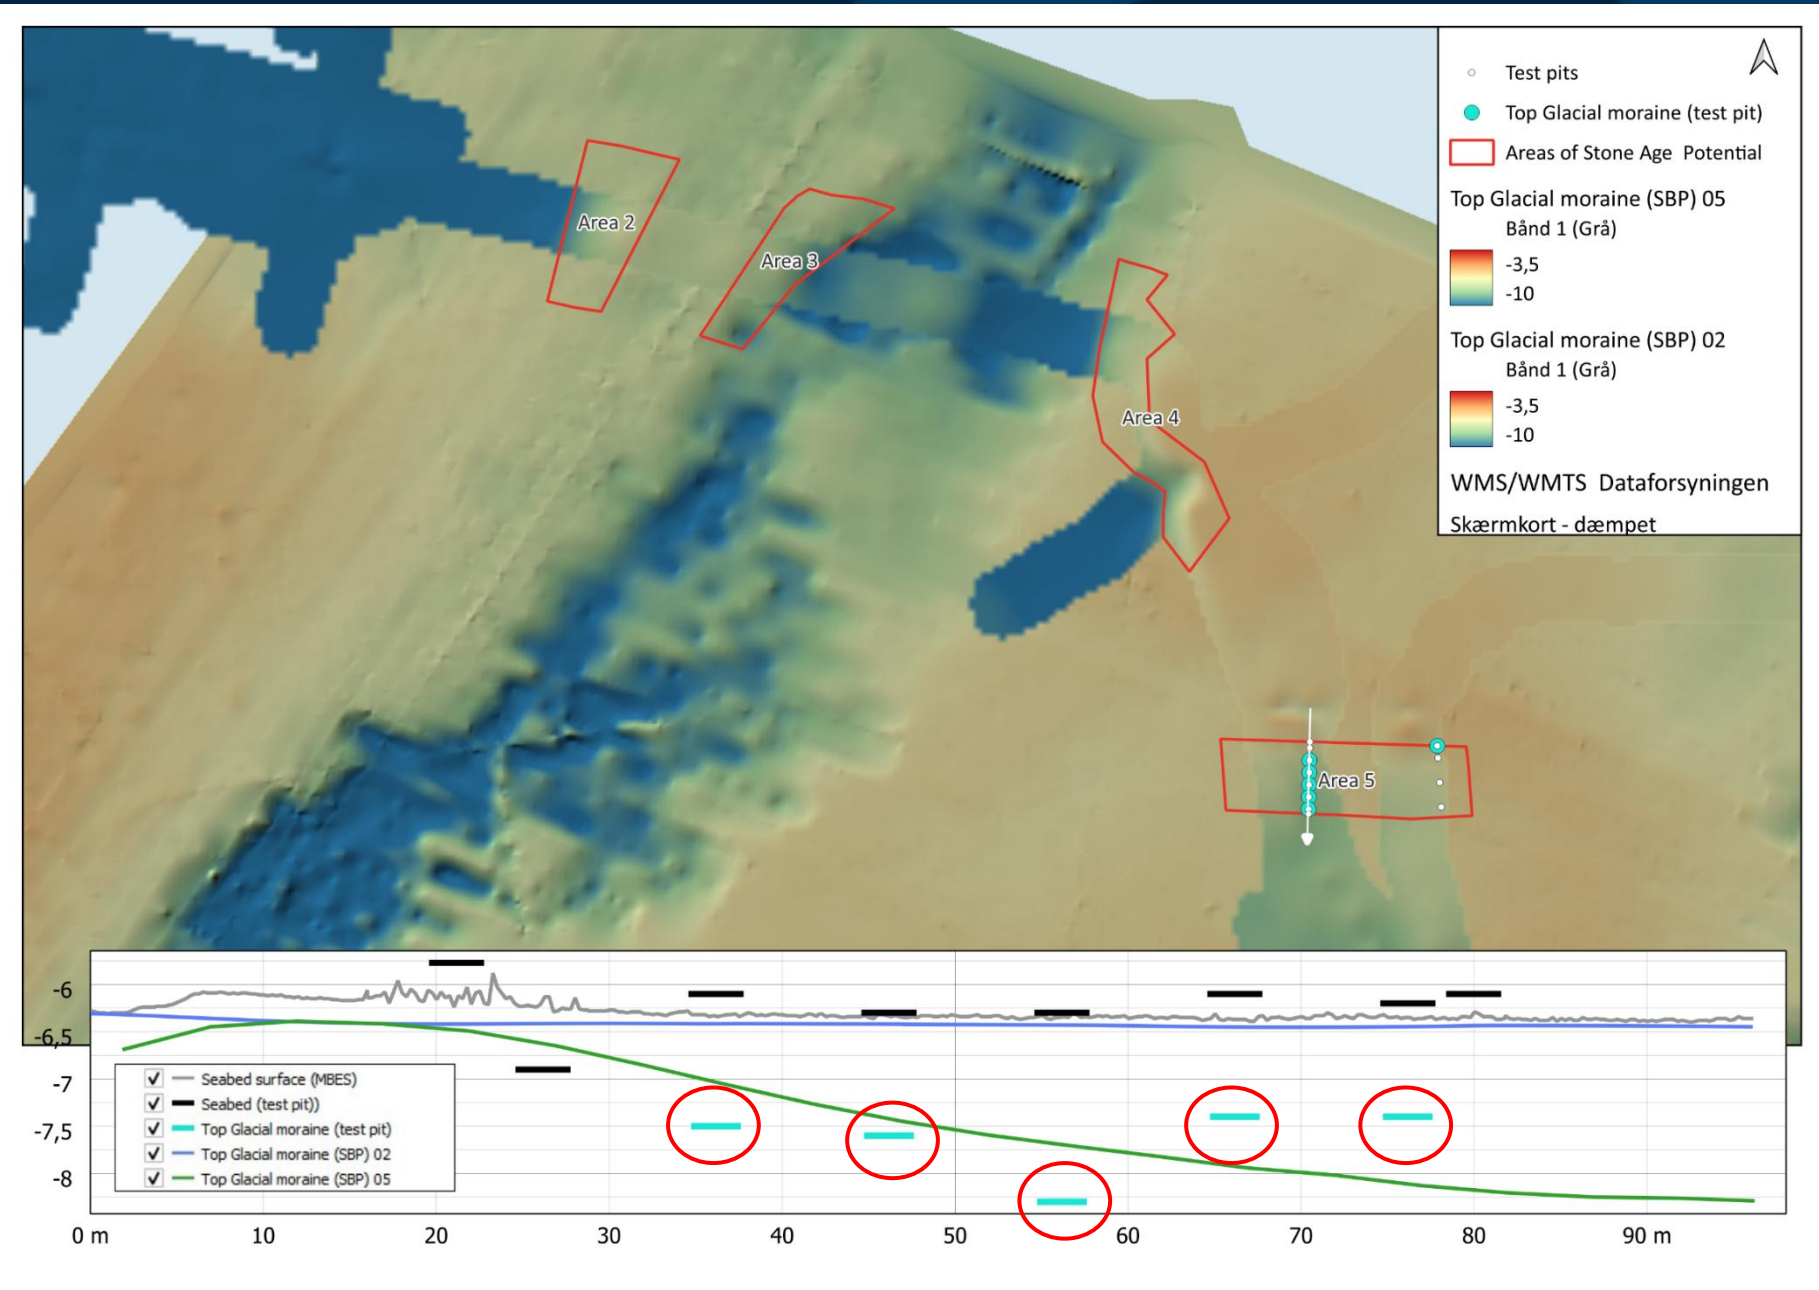 Test pits
Top Glacial moraine (test pit)
Areas of Stone Age Potential
Top Glacial moraine (SBP) 05
Bånd 1 (Grå)
-3,5
-10
Top Glacial moraine (SBP) 02
Bånd 1 (Grå)
-3,5
-10
WMS/WMTS Dataforsyningen
Skærmkort - dæmpet
Area 2
Area 3
Area 4
Area 5
-6
-6,5
-7
-7,5
-8
Seabed surface (MBES)
Seabed (test pit))
Top Glacial moraine (test pit)
Top Glacial moraine (SBP) 02
Top Glacial moraine (SBP) 05
0 m 10 20 30 40 50 60 70 80 90 m